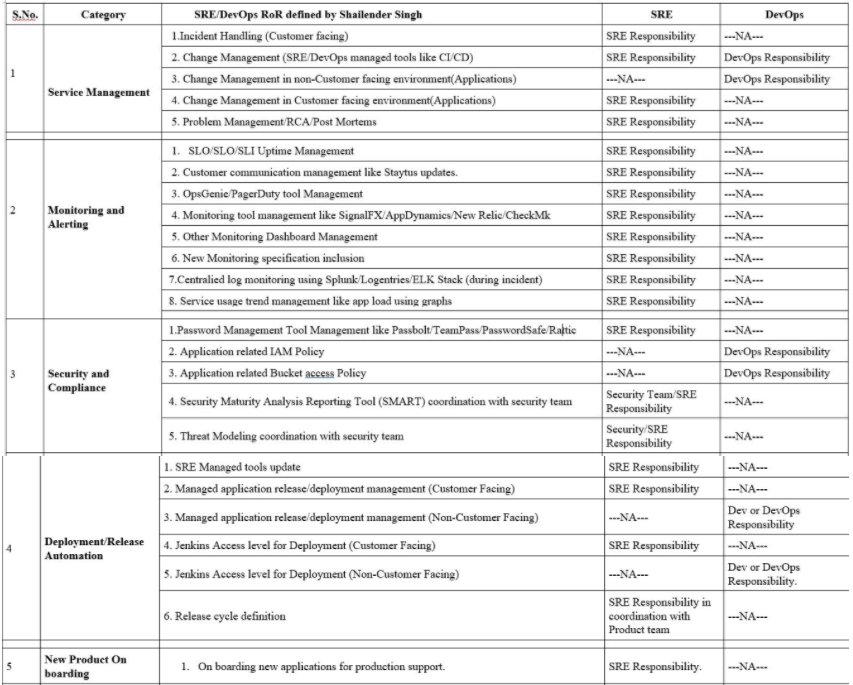 S.No. Category SRE/DevOps RoR defined by Shailender Singh SRE DevOps
1 Service Management
1.Incident Handling (Customer facing) SRE Responsibility ---NA---
2. Change Management (SRE/DevOps managed tools like CI/CD) SRE Responsibility DevOps Responsibility
3. Change Management in non-Customer facing environment(Applications) ---NA--- DevOps Responsibility
4. Change Management in Customer facing environment(Applications) SRE Responsibility ---NA---
5. Problem Management/RCA/Post Mortems SRE Responsibility ---NA---
2 Monitoring and
Alerting
1. SLO/SLO/SLI Uptime Management SRE Responsibility ---NA---
2. Customer communication management like Staytus updates. SRE Responsibility ---NA---
3. OpsGenie/PagerDuty tool Management SRE Responsibility ---NA---
4. Monitoring tool management like SignalFX/AppDynamics/New Relic/CheckMk SRE Responsibility ---NA---
5. Other Monitoring Dashboard Management SRE Responsibility ---NA---
6. New Monitoring specification inclusion SRE Responsibility ---NA---
7.Centralied log monitoring using Splunk/Logentries/ELK Stack (during incident) SRE Responsibility ---NA---
8. Service usage trend management like app load using graphs SRE Responsibility ---NA---
3 Security and
Compliance
1.Password Management Tool Management like Passbolt/TeamPass/PasswordSafe/Rattic SRE Responsibility ---NA---
2. Application related IAM Policy ---NA--- DevOps Responsibility
3. Application related Bucket access Policy ---NA--- DevOps Responsibility
4. Security Maturity Analysis Reporting Tool (SMART) coordination with security team Security Team/SRE
Responsibility ---NA---
5. Threat Modeling coordination with security team Security/SRE
Responsibility ---NA---
4 Deployment/Release
Automation
1. SRE Managed tools update SRE Responsibility ---NA---
2. Managed application release/deployment management (Customer Facing) SRE Responsibility ---NA---
3. Managed application release/deployment management (Non-Customer Facing) ---NA--- Dev or DevOps
Responsibility
4. Jenkins Access level for Deployment (Customer Facing) SRE Responsibility ---NA---
5. Jenkins Access level for Deployment (Non-Customer Facing) ---NA--- Dev or DevOps
Responsibility.
6. Release cycle definition SRE Responsibility in
coordination with
Product team ---NA---
5 New Product On
boarding
1. On boarding new applications for production support. SRE Responsibility. ---NA---